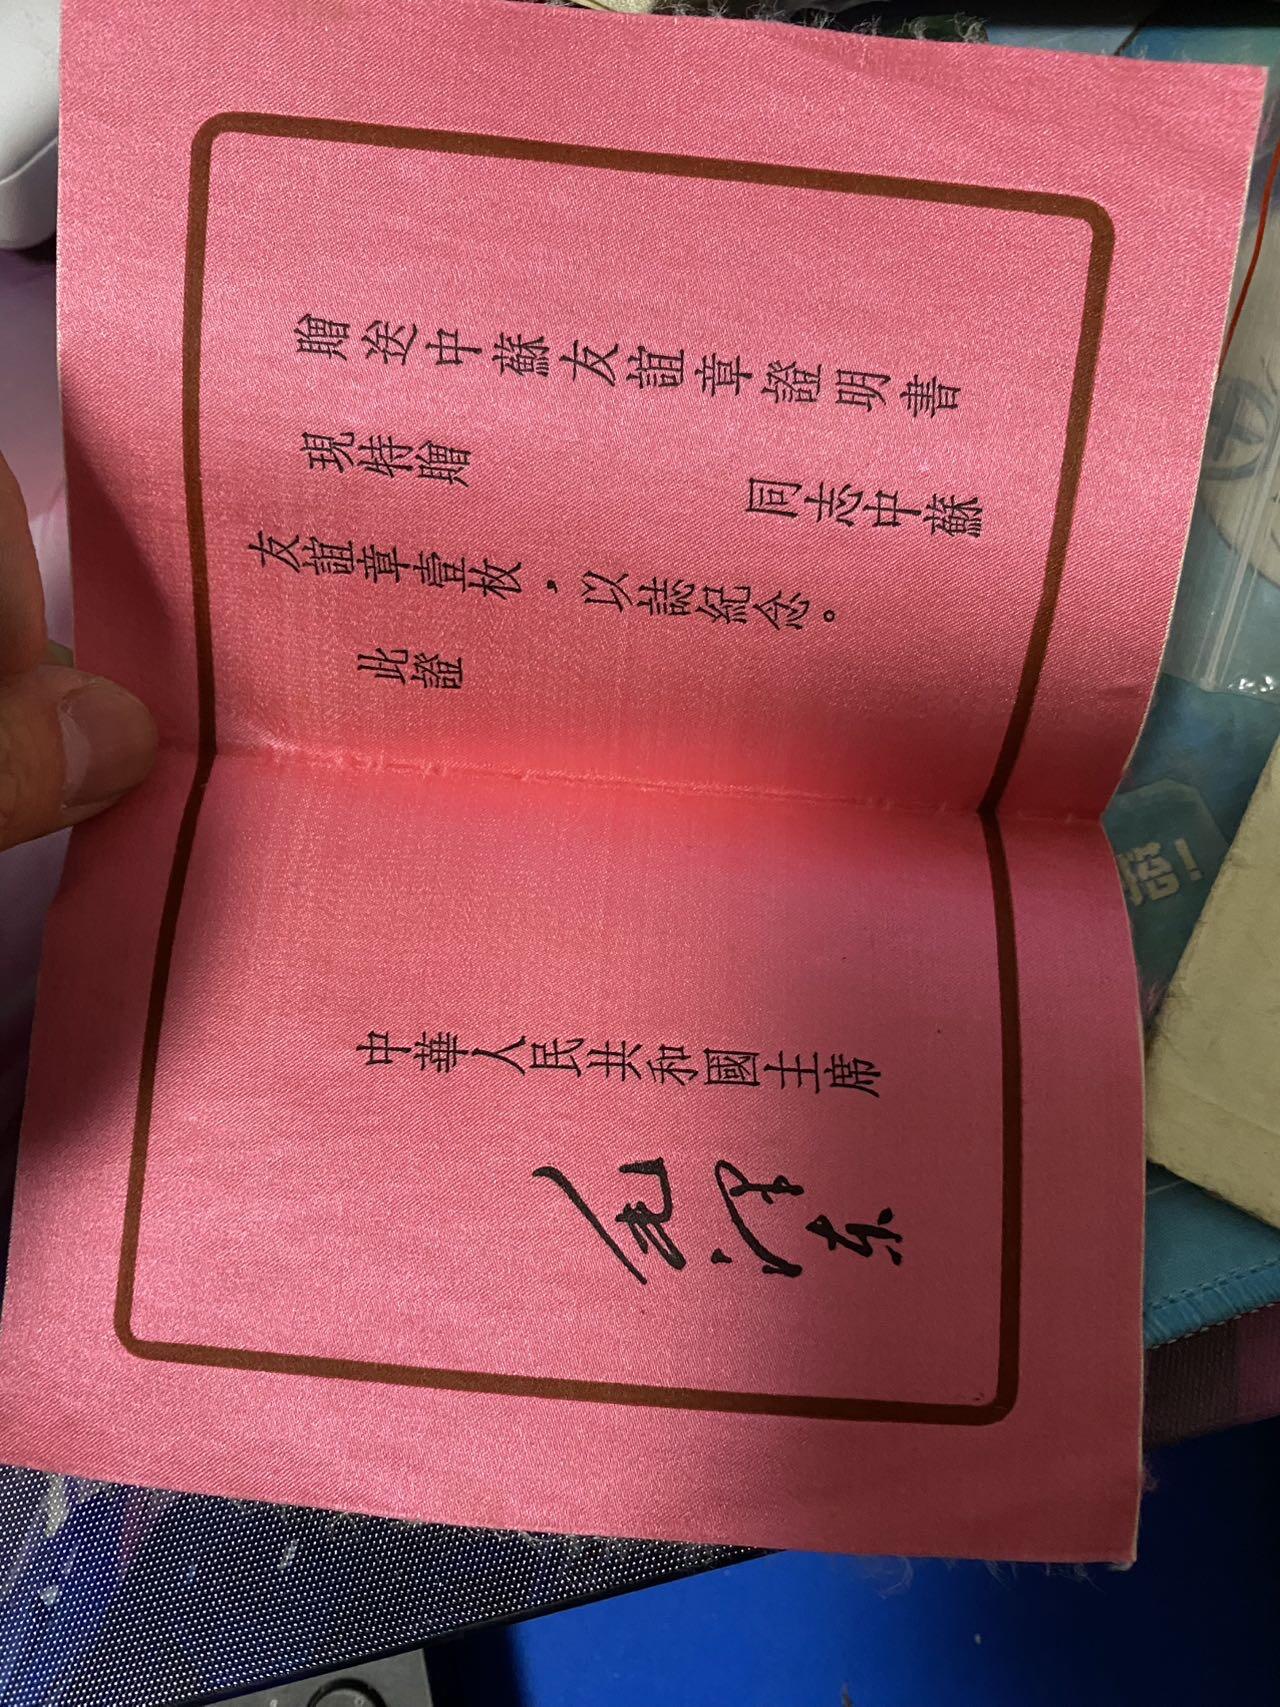 贈送中蘇友誼章證明書
現特贈 同志中蘇
友誼章壹枚，以誌紀念。
此證
中華人民共和國主席
毛澤东